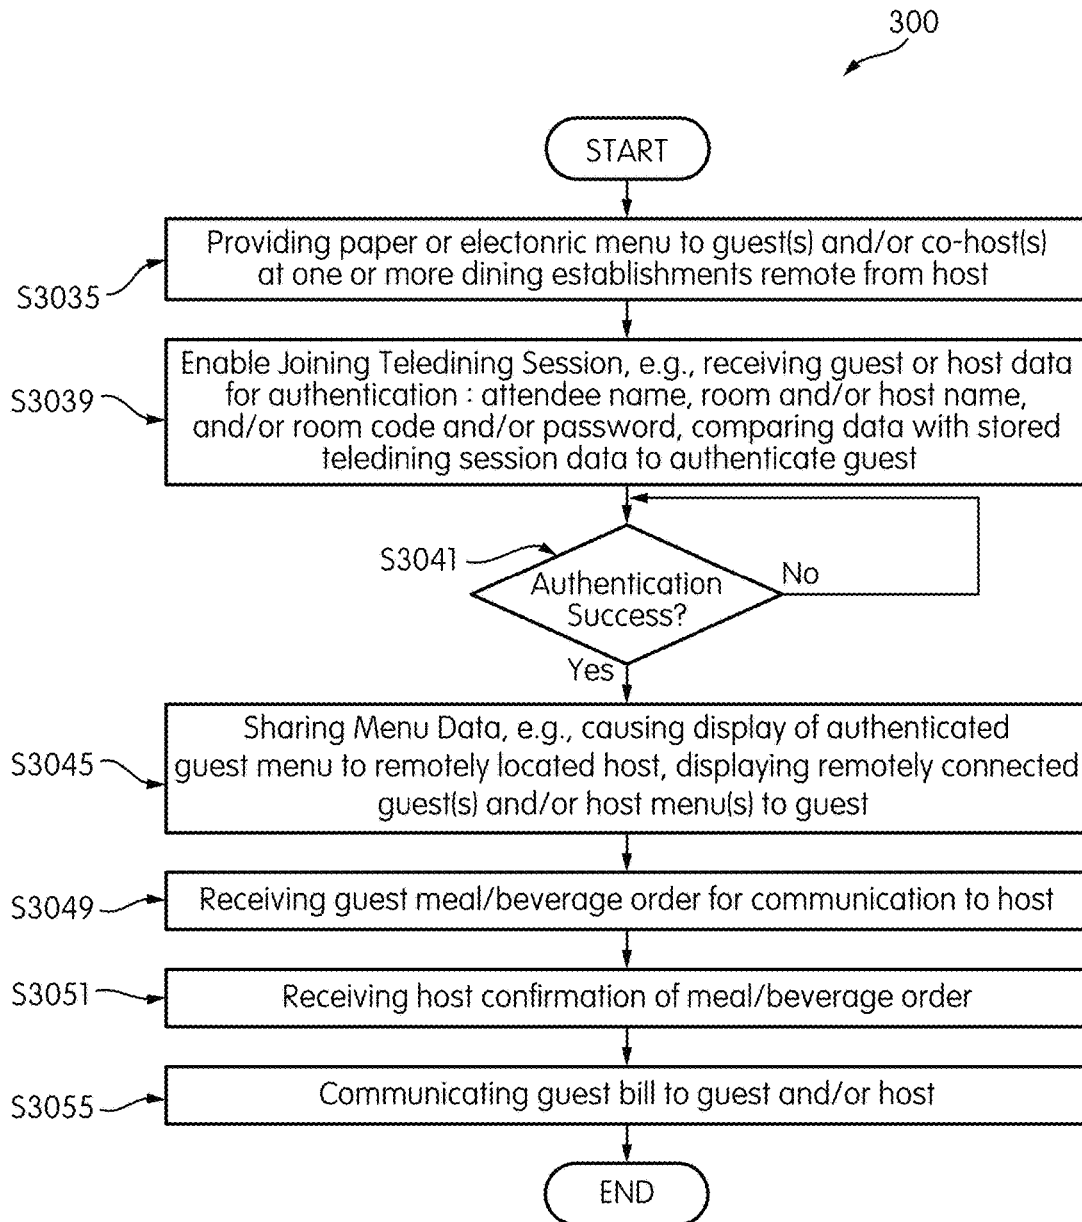 300
START
Providing paper or electonric menu to guest(s) and/or co-host(s)
at one or more dining establishments remote from host
S3035
Enable Joining Teledining Session, e.g., receiving guest or host data
for authentication : attendee name, room and/or host name,
and/or room code and/or password, comparing data with stored
teledining session data to authenticate guest
S3039
S3041
Authentication
Success?
No
Yes
Sharing Menu Data, e.g., causing display of authenticated
guest menu to remotely located host, displaying remotely connected
guest(s) and/or host menu(s) to guest
S3045
Receiving guest meal/beverage order for communication to host
S3049
Receiving host confirmation of meal/beverage order
S3051
Communicating guest bill to guest and/or host
S3055
END